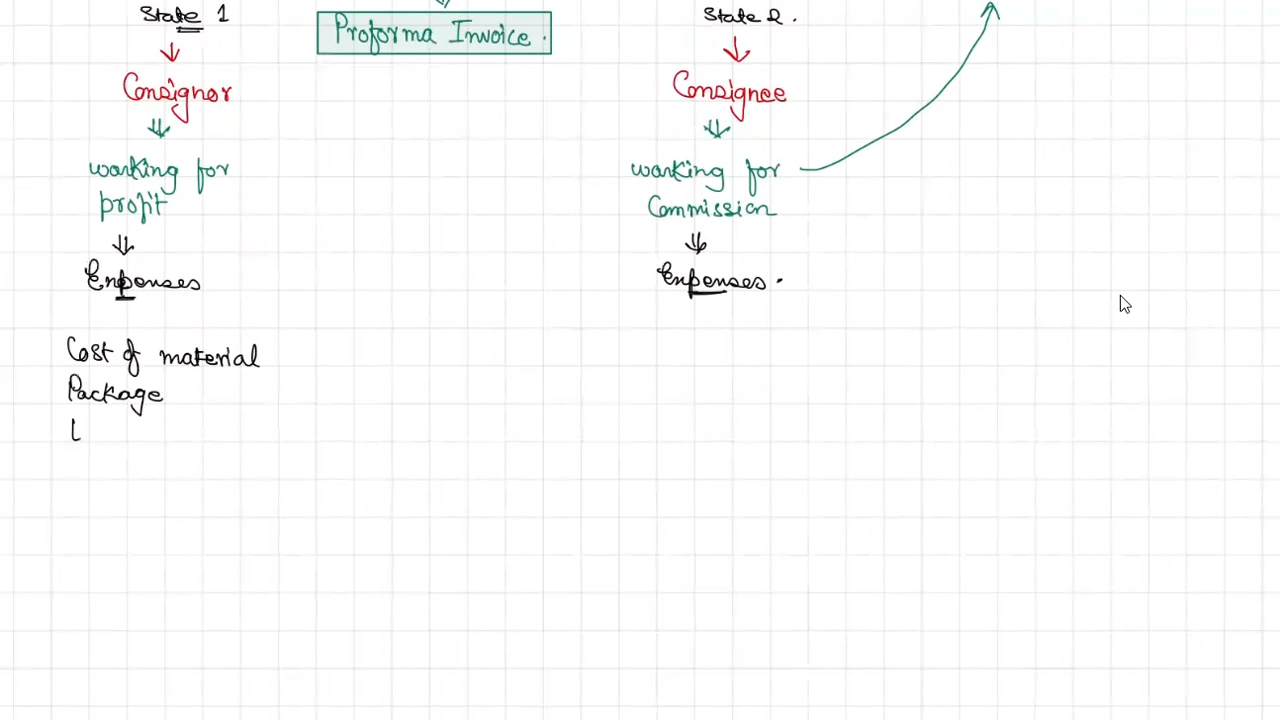 State 1
Proforma Invoice.
State 2.
Consignor
Consignee
working for
profit
working for
Commission
Expenses
Expenses.
Cost of material
Package